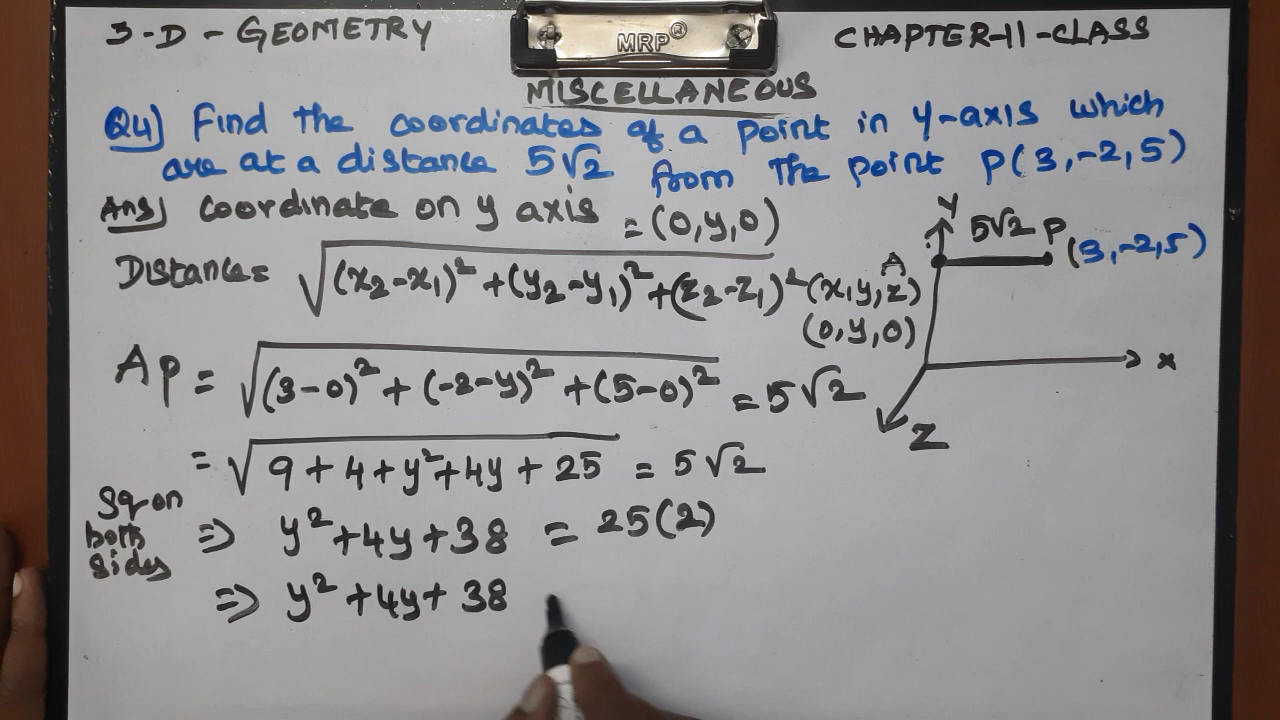 3-D-GEOMETRY
MRP®
CHAPTER-11-CLASS
MISCELLANEOUS
Q4) Find the coordinates of a point in y-axis which
are at a distance 5√2 from the point P(3,-2,5)
Ans) coordinate on y axis = (0,y,0)
Distance = √(x₂-x₁)² + (y₂-y₁)² + (z₂-z₁)²
AP = √(3-0)² + (-2-y)² + (5-0)² = 5√2
= √9+4+y²+4y+25 = 5√2
Sq on both sides
⇒ y²+4y+38 = 25(2)
⇒ y²+4y+38
Y
5√2 P
(3,-2,5)
A
(x,y,z)
(0,y,0)
x
Z